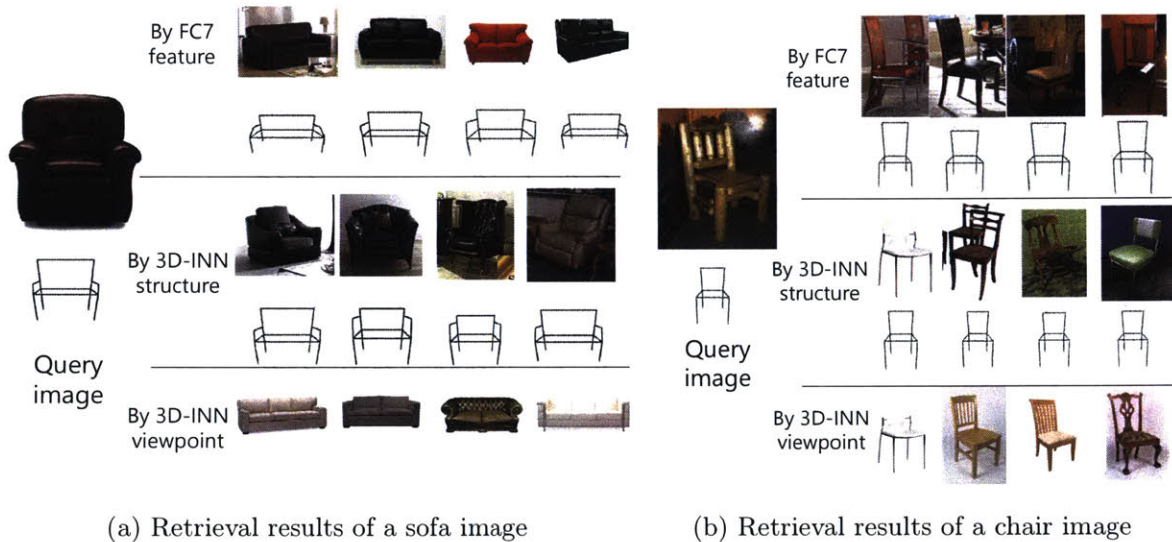 By FC7
feature
By 3D-INN
structure
Query
image
By 3D-INN
viewpoint
(a) Retrieval results of a sofa image
By FC7
feature
By 3D-INN
structure
Query
image
By 3D-INN
viewpoint
(b) Retrieval results of a chair image